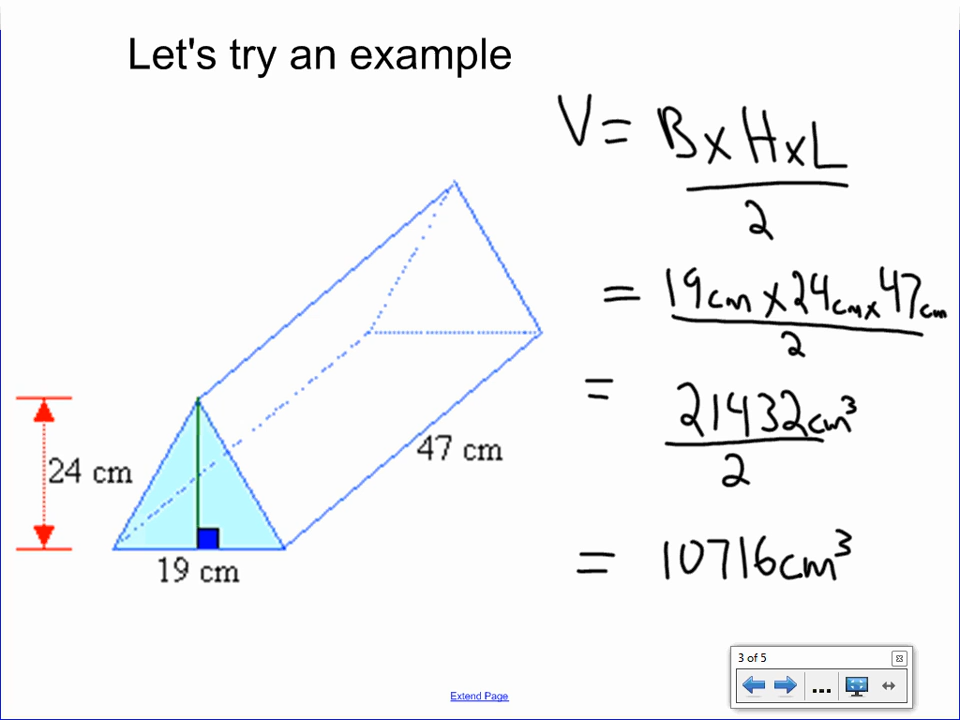 Let's try an example
V = B x H x L
2
= 19cm x 24cm x 47cm
2
= 21432cm³
2
= 10716cm³
24 cm
47 cm
19 cm
3 of 5
...
Extend Page